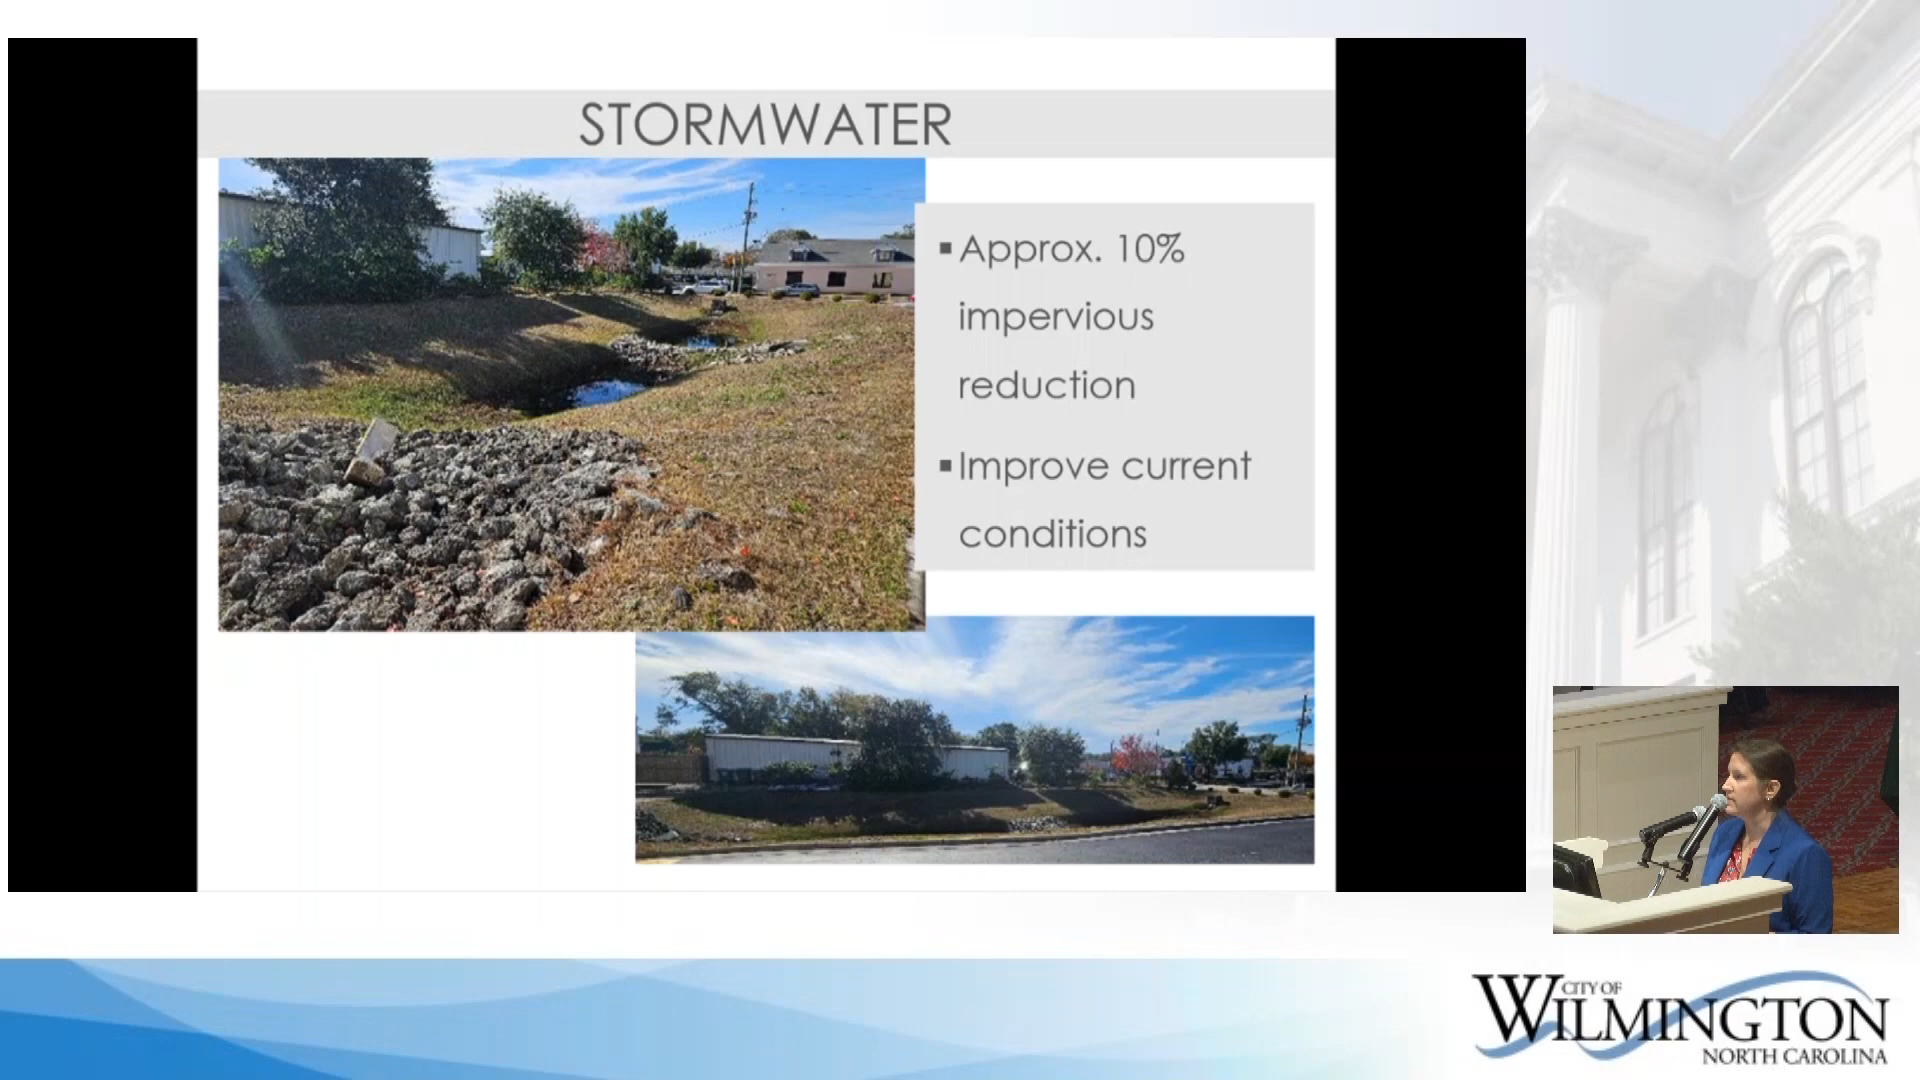 STORMWATER
▪Approx. 10%
impervious
reduction
▪Improve current
conditions
CITY OF
WILMINGTON
NORTH CAROLINA